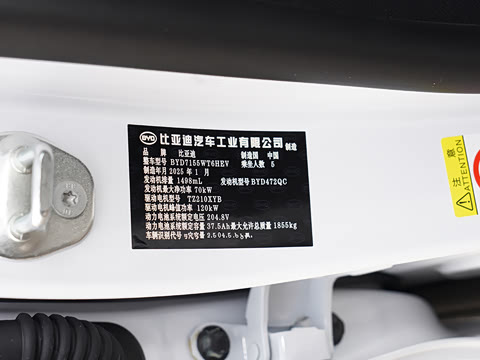 BYD 比亚迪汽车工业有限公司 制造
品牌 比亚迪 制造国 中国
整车型号 BYD7155WT6HEV 乘坐人数 5
制造年月 2025 年 1 月
发动机排量 1498mL 发动机型号 BYD472QC
发动机最大净功率 70kW
驱动电机型号 TZ210XYB
驱动电机峰值功率 120kW
动力电池系统额定电压 204.8V
动力电池系统额定容量 37.5Ah 最大允许总质量 1855kg
车辆识别代号
注意
ATTENTION